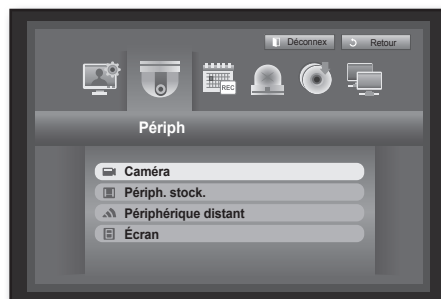 Déconnex
Retour
REC
Périph
Caméra
Périph. stock.
Périphérique distant
Écran